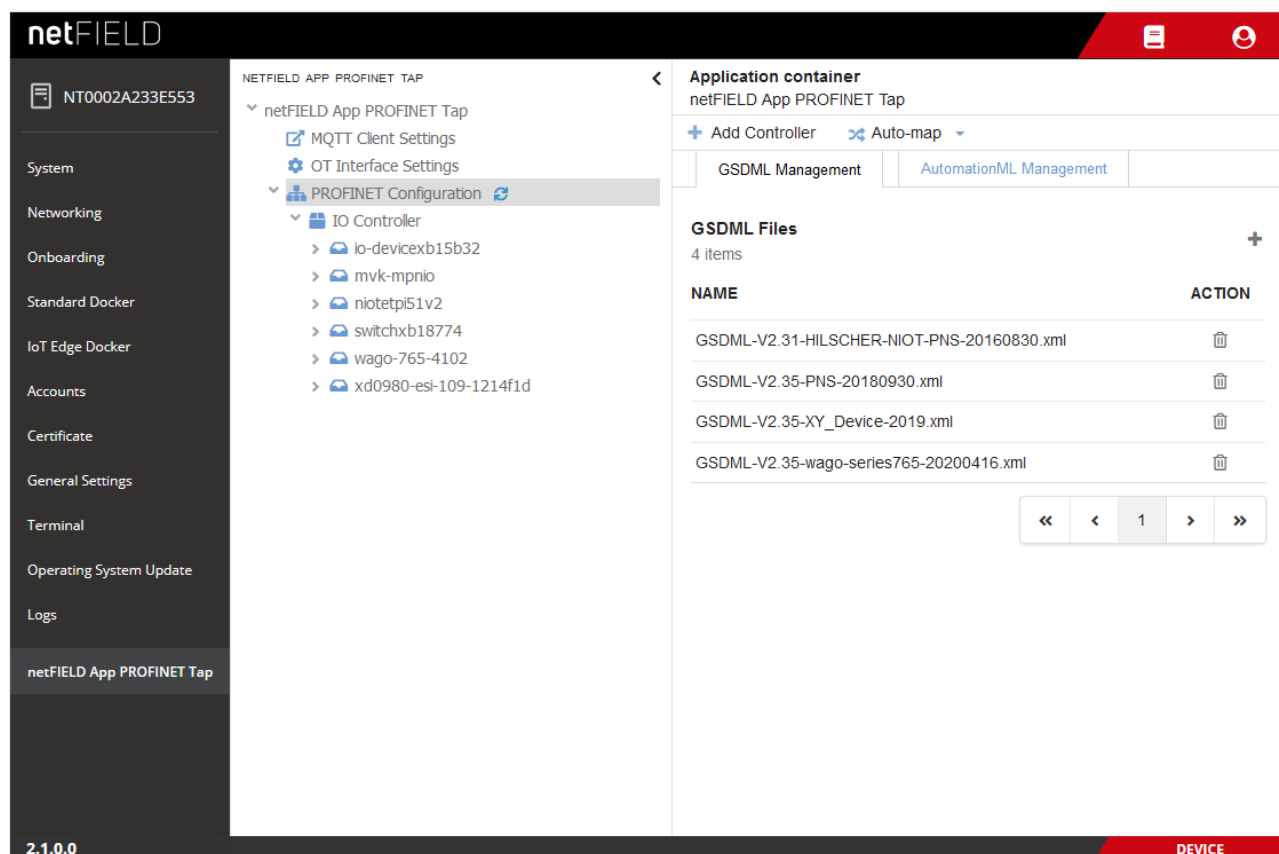 netFIELD
NT0002A233E553
System
Networking
Onboarding
Standard Docker
IoT Edge Docker
Accounts
Certificate
General Settings
Terminal
Operating System Update
Logs
netFIELD App PROFINET Tap
2.1.0.0
NETFIELD APP PROFINET TAP
netFIELD App PROFINET Tap
MQTT Client Settings
OT Interface Settings
PROFINET Configuration
IO Controller
io-devicexb15b32
mvk-mpnio
niotetpi51v2
switchxb18774
wago-765-4102
xd0980-esi-109-1214f1d
Application container
netFIELD App PROFINET Tap
Add Controller Auto-map
GSDML Management AutomationML Management
GSDML Files
4 items
NAME ACTION
GSDML-V2.31-HILSCHER-NIOT-PNS-20160830.xml
GSDML-V2.35-PNS-20180930.xml
GSDML-V2.35-XY_Device-2019.xml
GSDML-V2.35-wago-series765-20200416.xml
« ‹ 1 › »
DEVICE